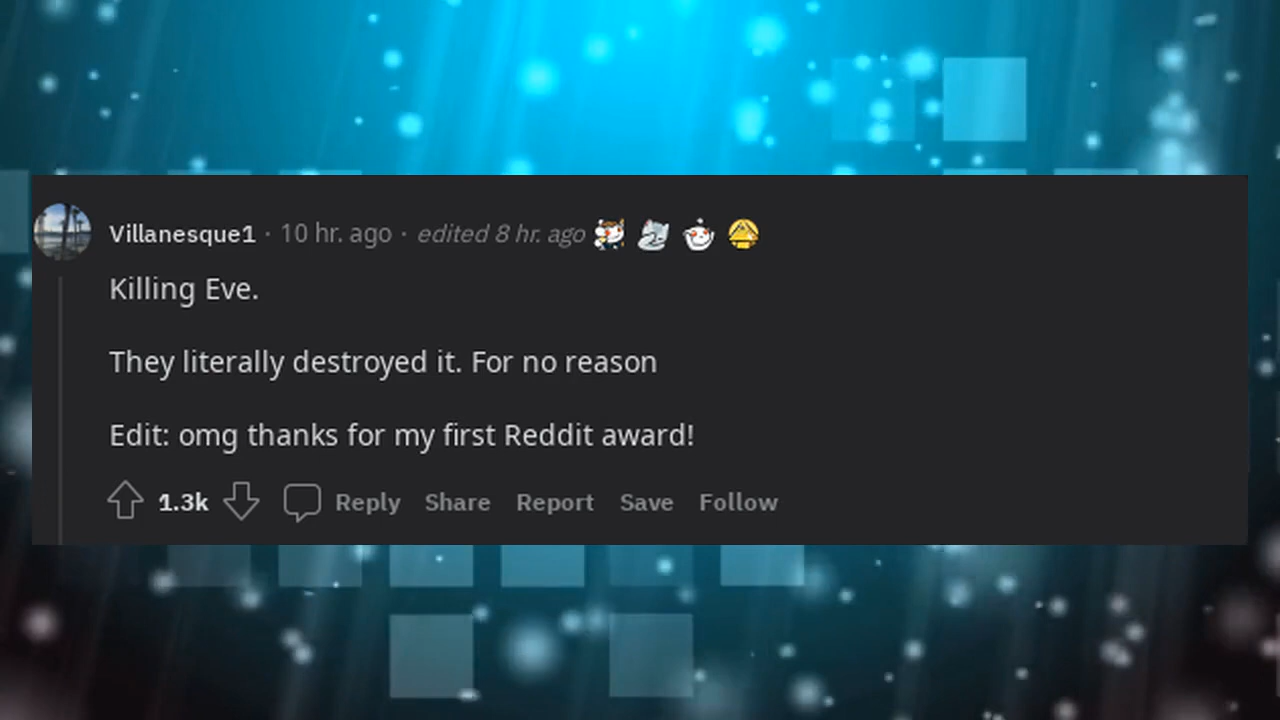 Villanesque1 · 10 hr. ago · edited 8 hr. ago
Killing Eve.
They literally destroyed it. For no reason
Edit: omg thanks for my first Reddit award!
1.3k Reply Share Report Save Follow